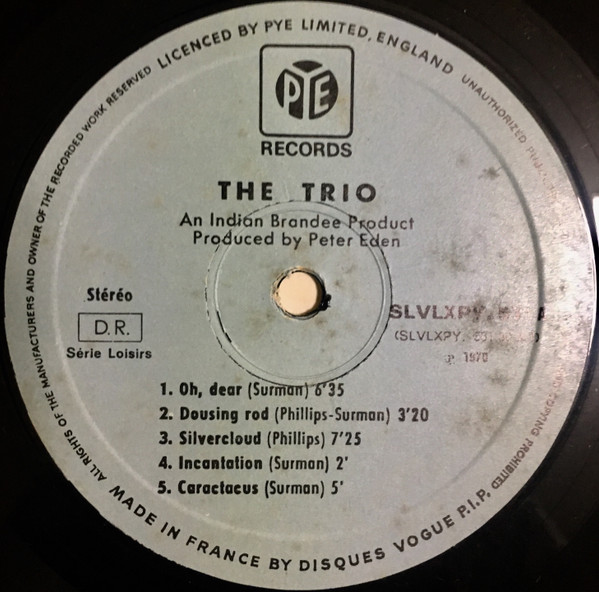 LICENCED BY PYE LIMITED, ENGLAND
UNAUTHORIZED
COPYING PROHIBITED
ALL RIGHTS OF THE MANUFACTURERS AND OWNER OF THE RECORDED WORK RESERVED
PYE
RECORDS
THE TRIO
An Indian Brandee Product
Produced by Peter Eden
Stéréo
D.R.
Série Loisirs
SLVLXPY.
(SLVLXPY.
P. 1970
1. Oh, dear (Surman) 6'35
2. Dousing rod (Phillips-Surman) 3'20
3. Silvercloud (Phillips) 7'25
4. Incantation (Surman) 2'
5. Caractacus (Surman) 5'
MADE IN FRANCE BY DISQUES VOGUE P.I.P.